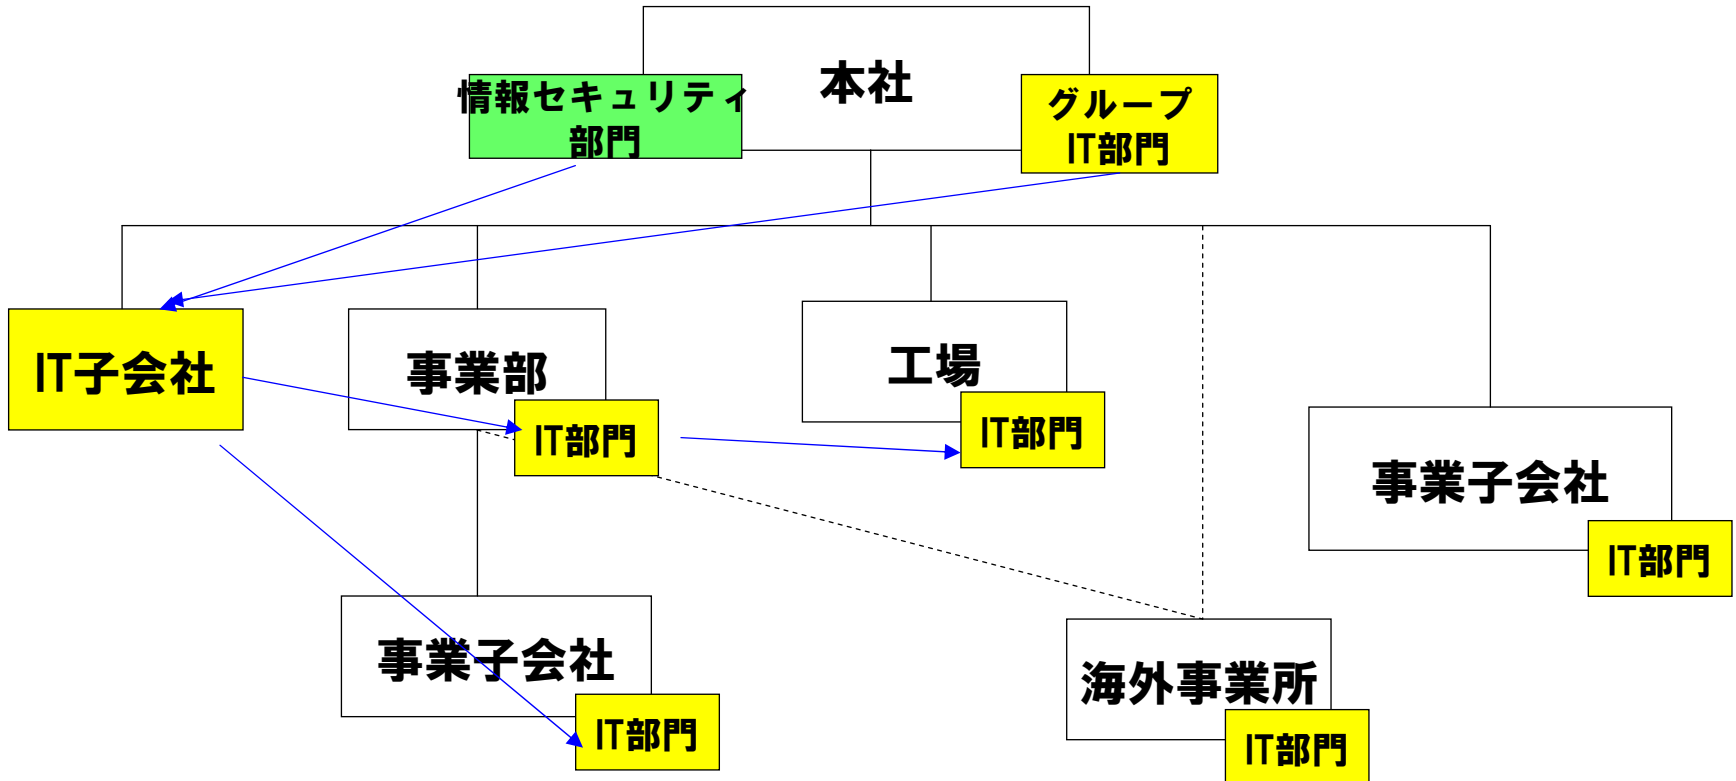 本社
情報セキュリティ
部門
グループ
IT部門
IT子会社
事業部
IT部門
工場
IT部門
事業子会社
IT部門
事業子会社
IT部門
海外事業所
IT部門